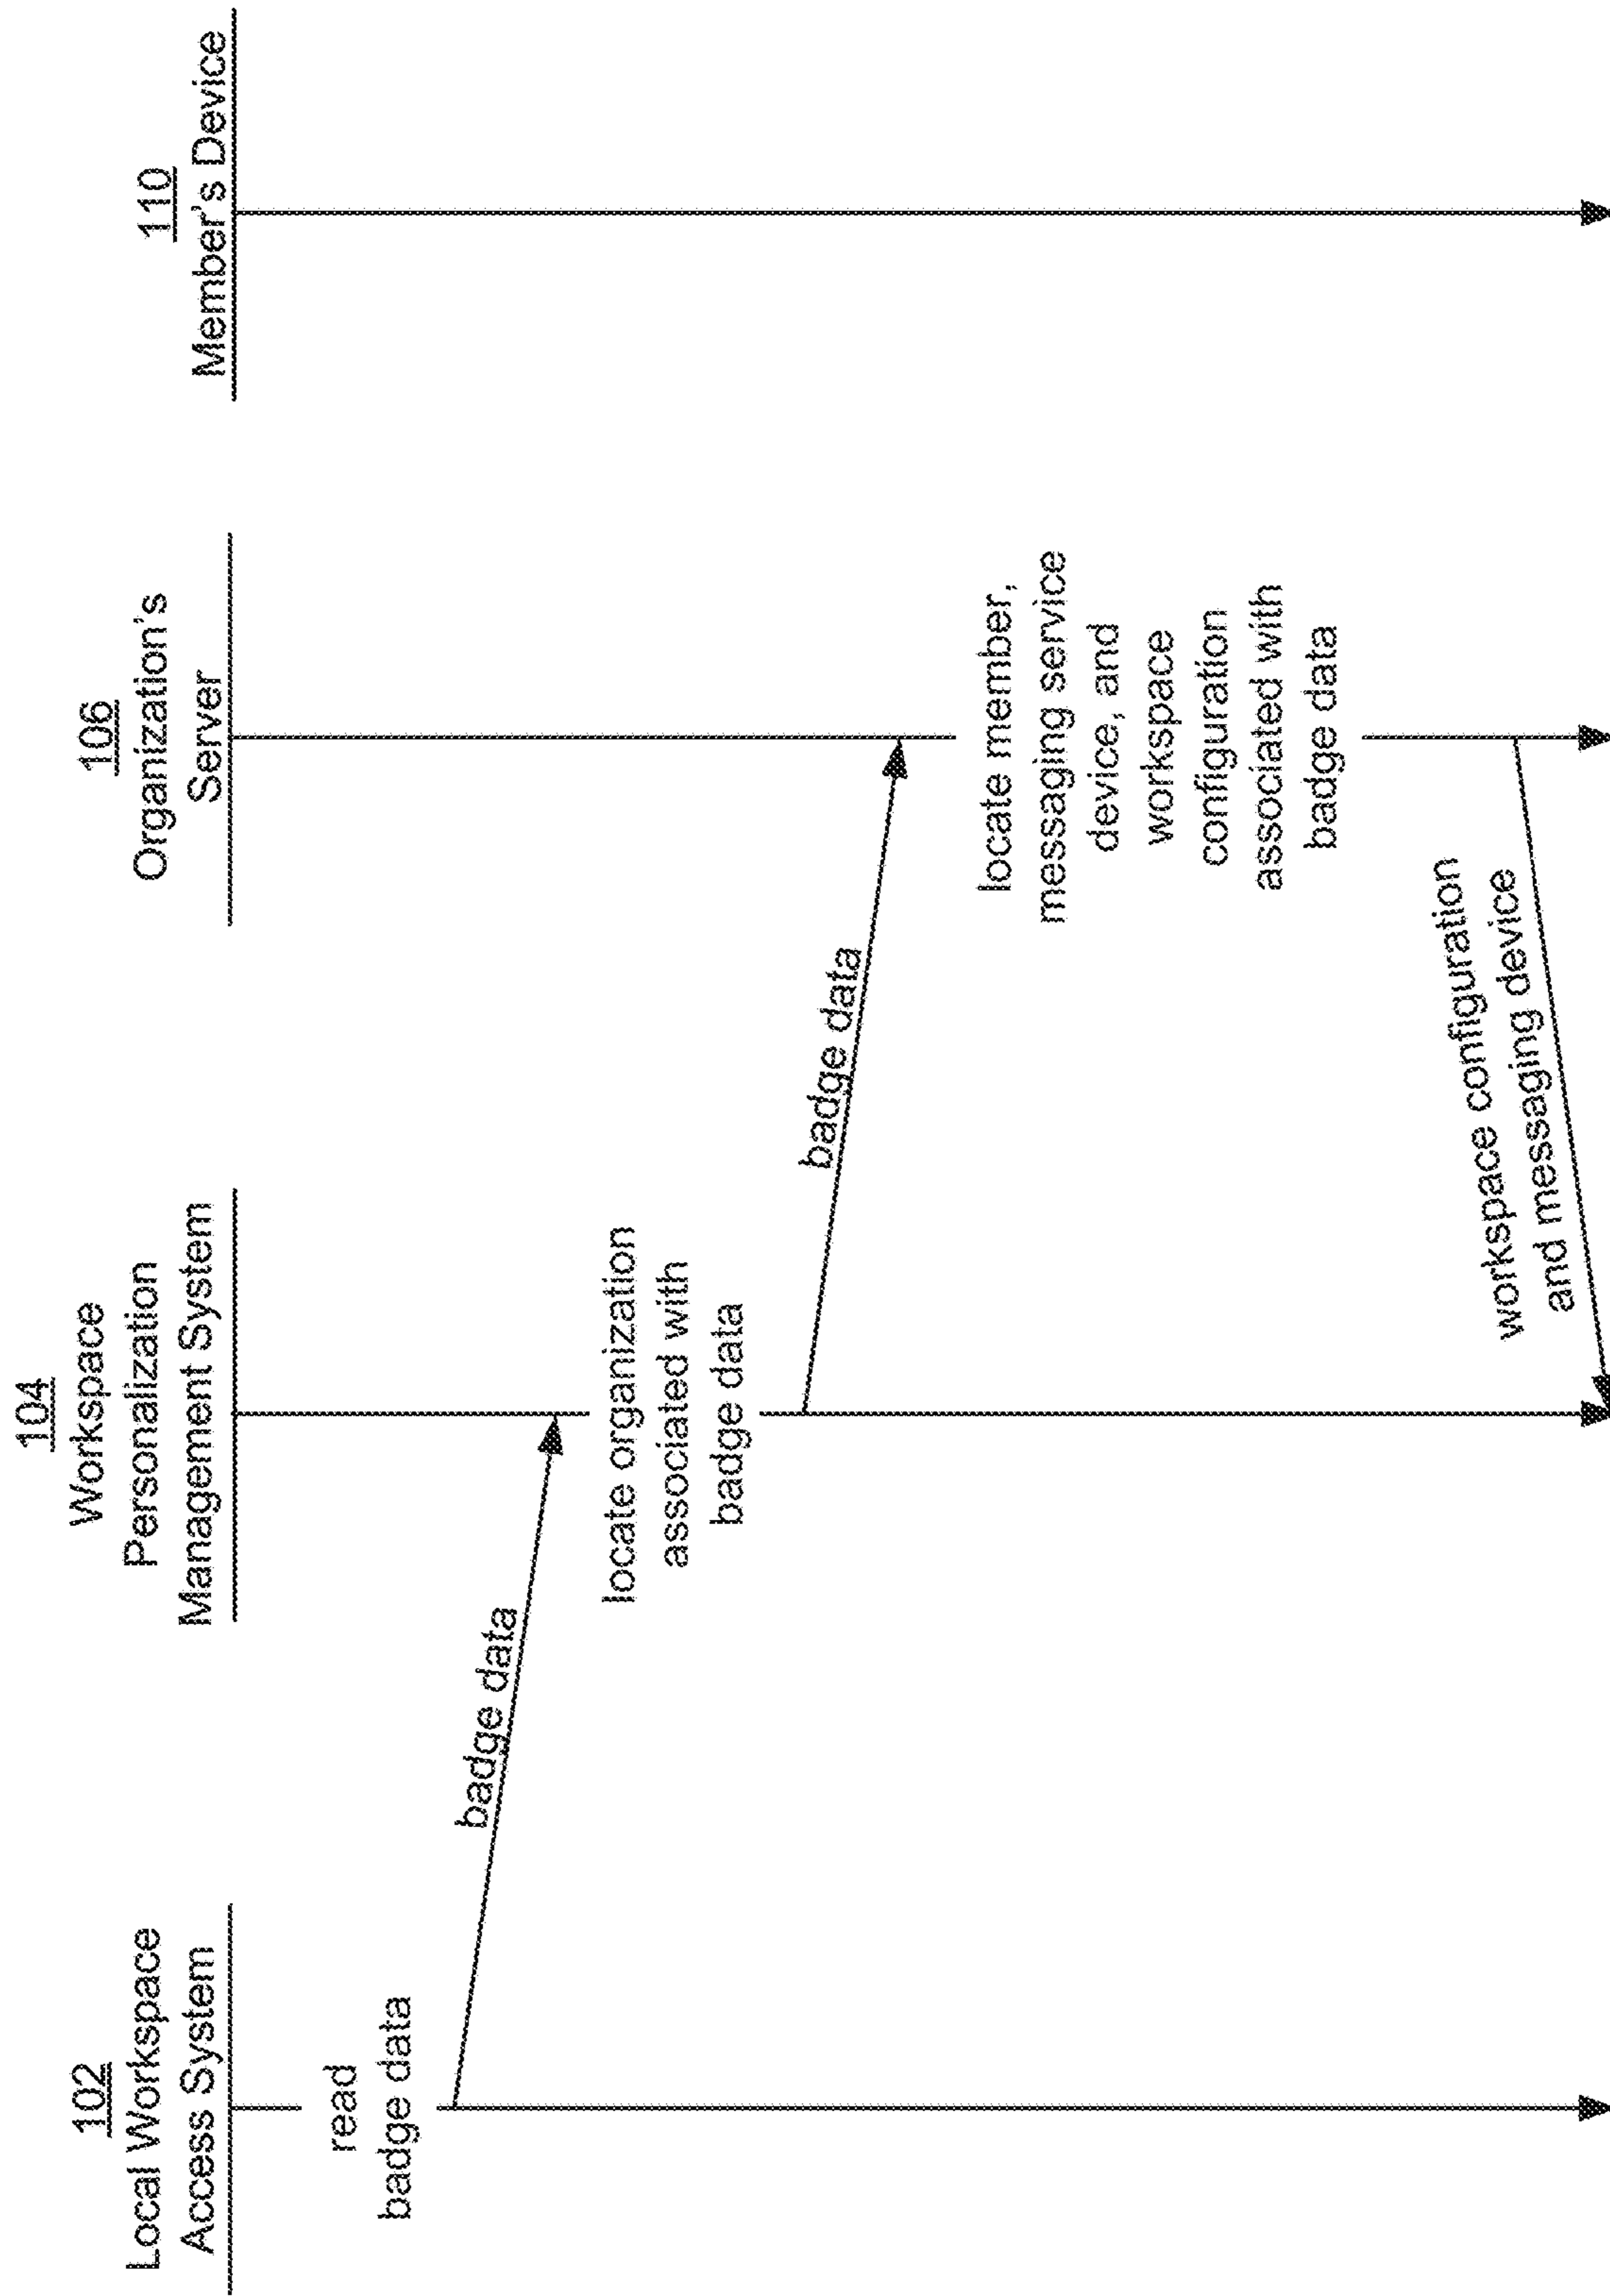 102
Local Workspace
Access System
104
Workspace
Personalization
Management System
106
Organization's
Server
110
Member's Device
read
badge data
badge data
locate organization
associated with
badge data
badge data
locate member,
messaging service
device, and
workspace
configuration
associated with
badge data
workspace configuration
and messaging device